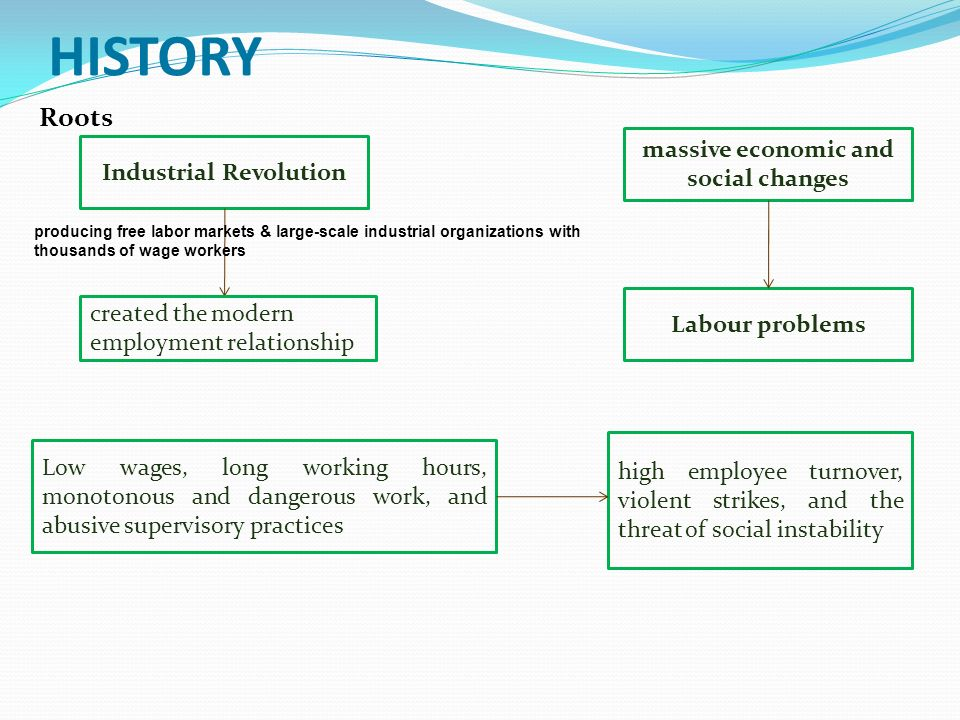 HISTORY
Roots
Industrial Revolution
massive economic and
social changes
producing free labor markets & large-scale industrial organizations with
thousands of wage workers
created the modern
employment relationship
Labour problems
Low wages, long working hours,
monotonous and dangerous work, and
abusive supervisory practices
high employee turnover,
violent strikes, and the
threat of social instability